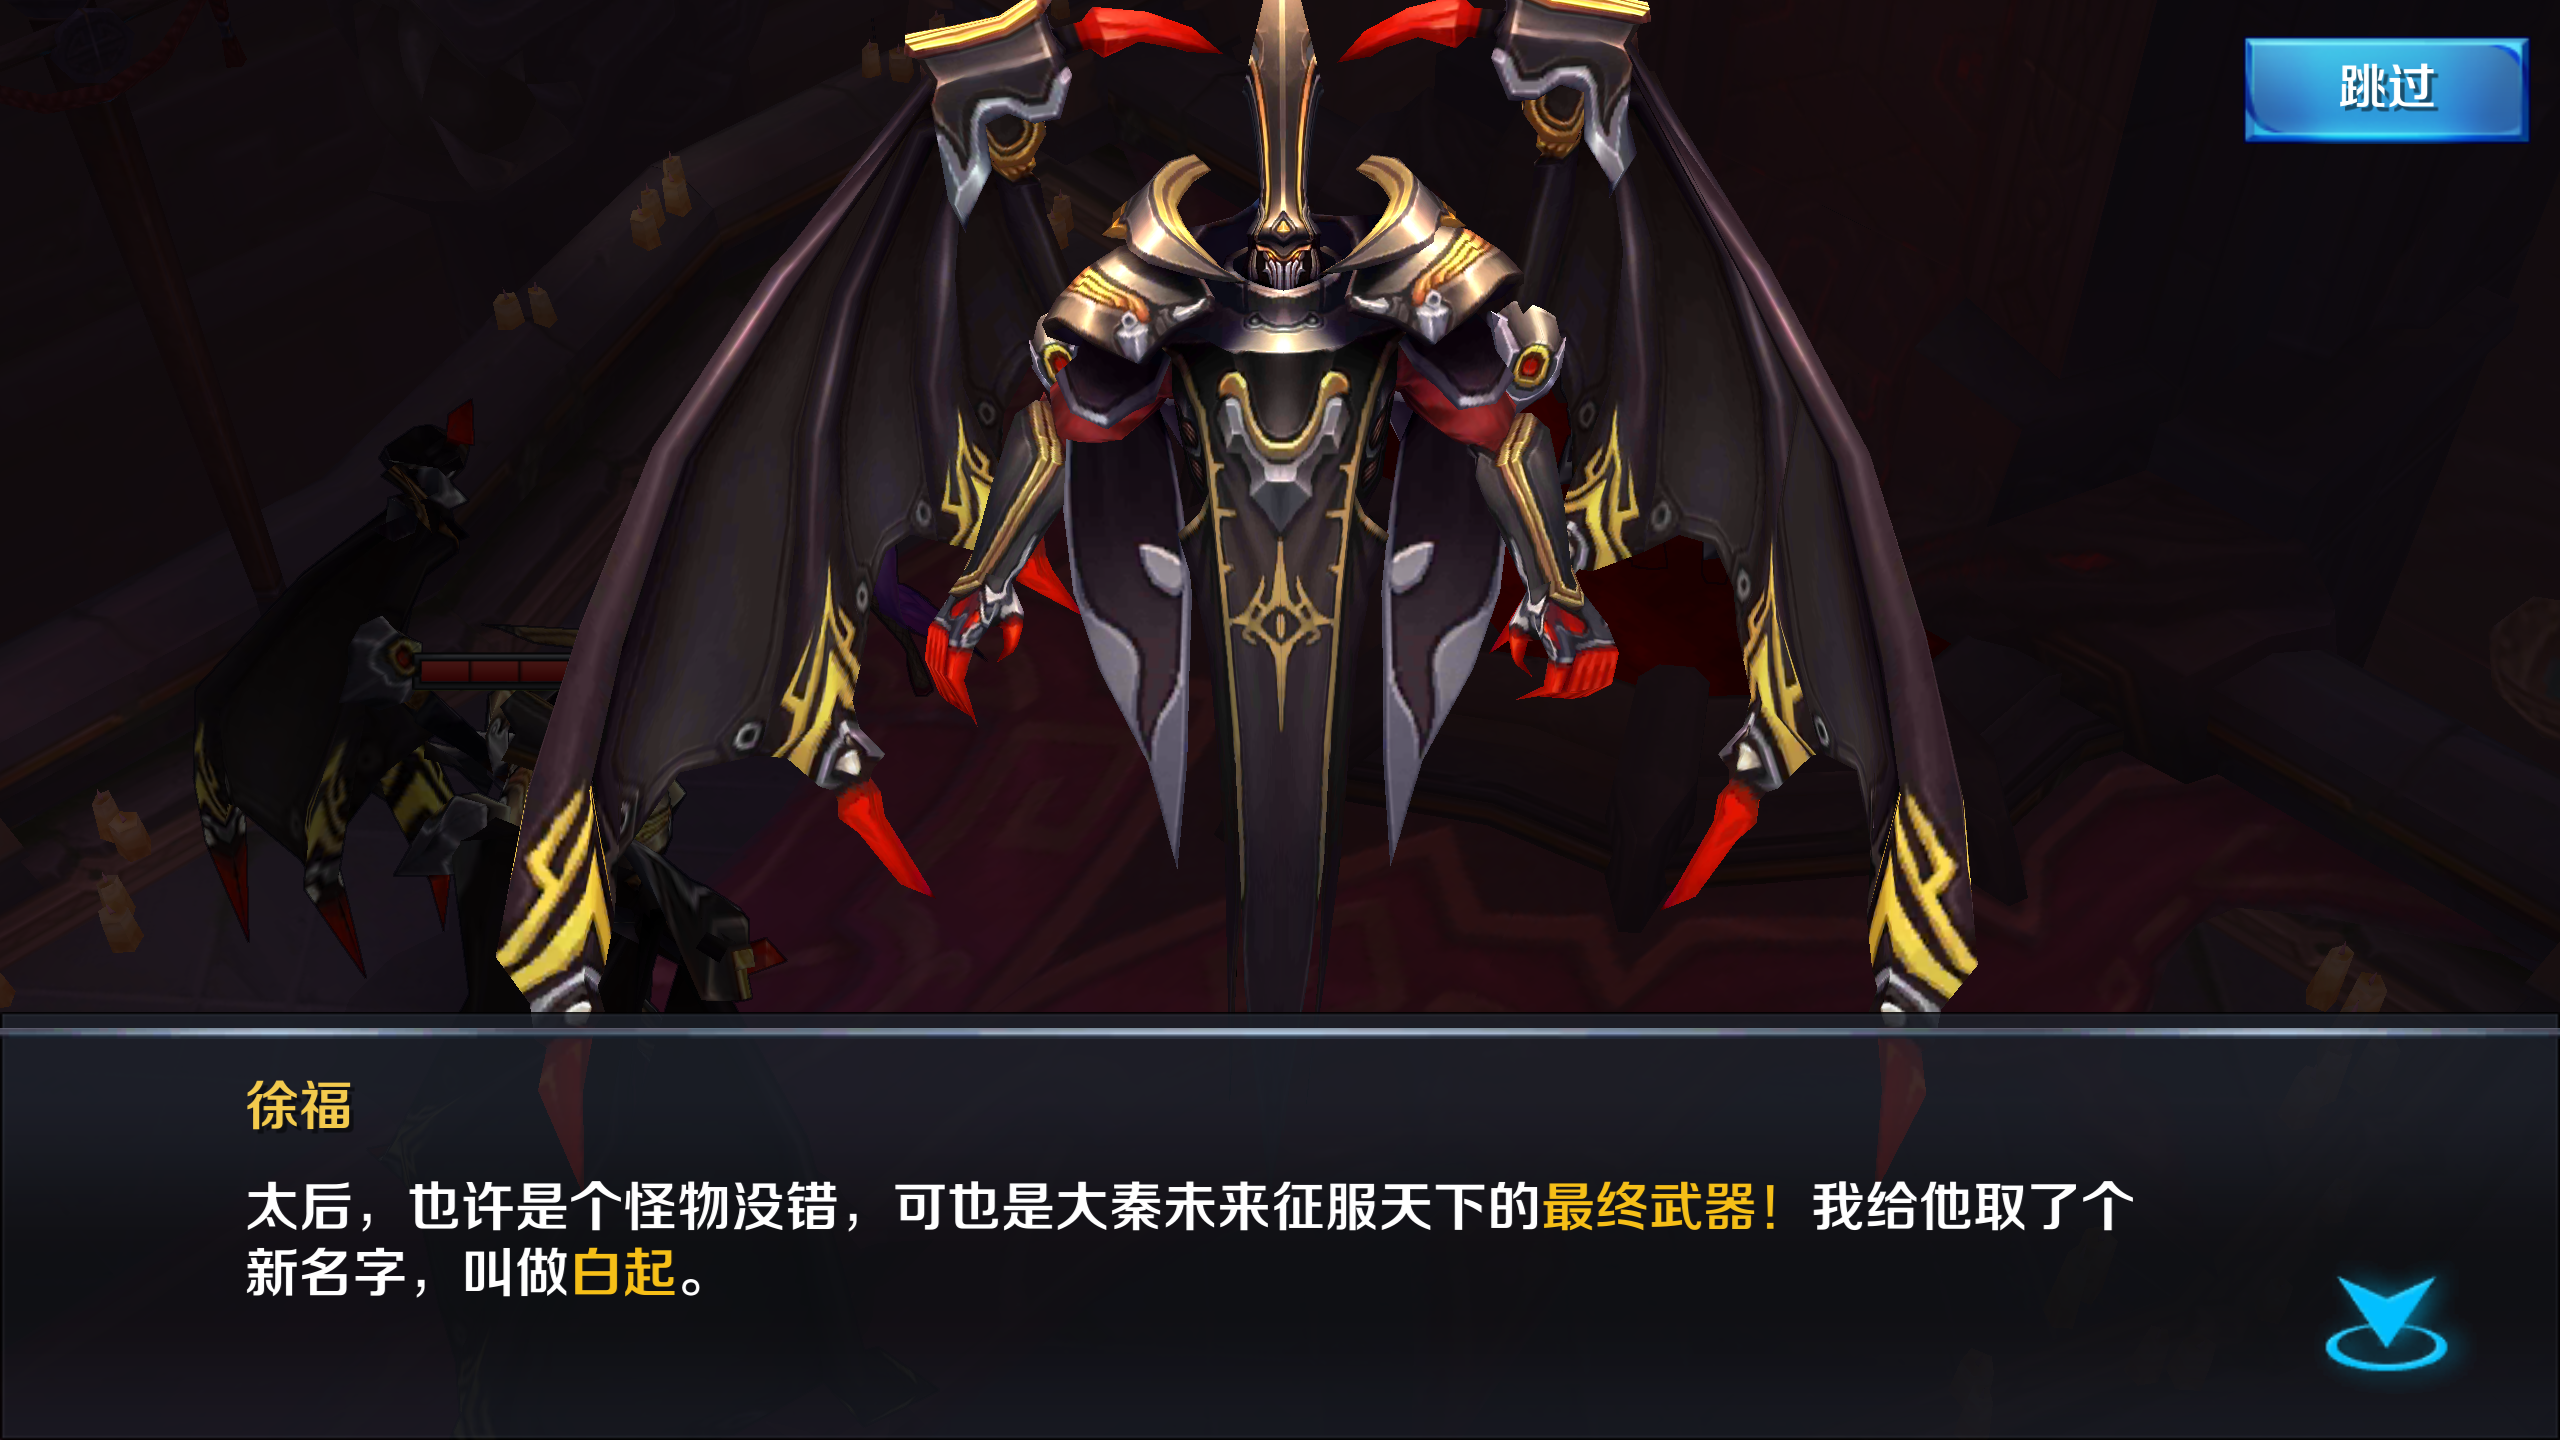 跳过
徐福
太后，也许是个怪物没错，可也是大秦未来征服天下的最终武器！我给他取了个
新名字，叫做白起。